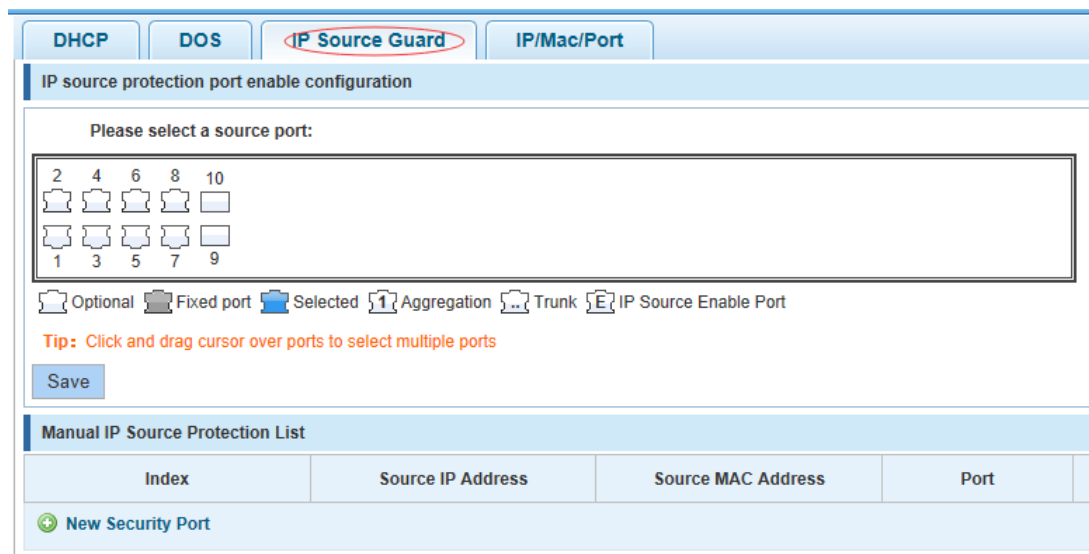 DHCP DOS IP Source Guard IP/Mac/Port
IP source protection port enable configuration
Please select a source port:
2 4 6 8 10
1 3 5 7 9
Optional Fixed port Selected 1 Aggregation ... Trunk E IP Source Enable Port
Tip: Click and drag cursor over ports to select multiple ports
Save
Manual IP Source Protection List
Index Source IP Address Source MAC Address Port
New Security Port